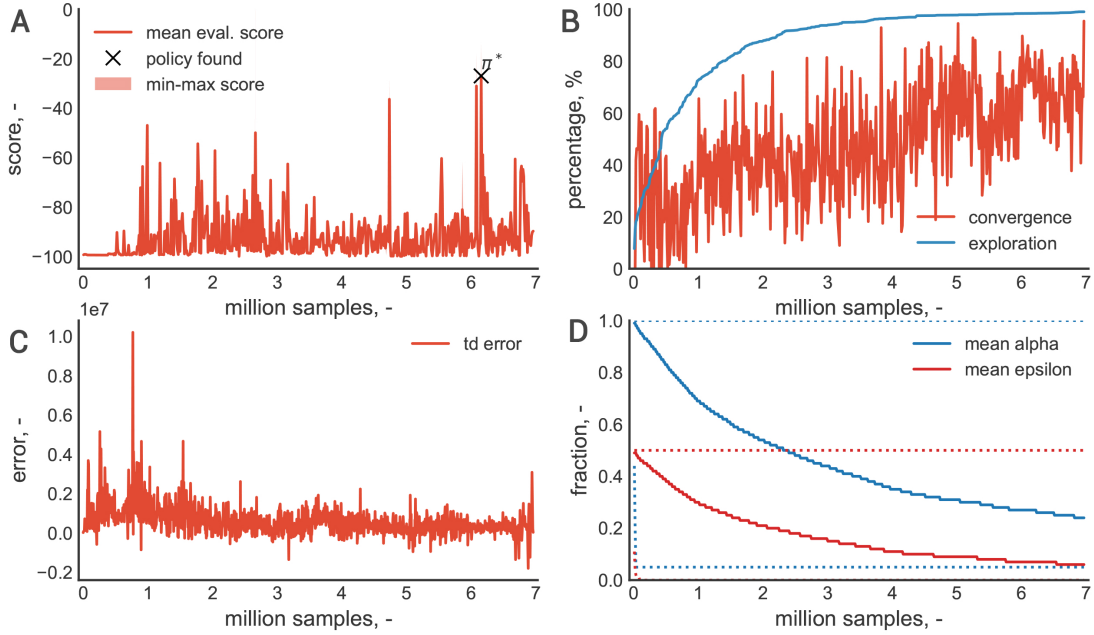 A
0
−20
−40
−60
−80
−100
score, -
mean eval. score
policy found
min-max score
π*
1 2 3 4 5 6 7
million samples, -
B
100
80
60
40
20
0
percentage, %
convergence
exploration
0 1 2 3 4 5 6 7
million samples, -
C
1e7
1.0
0.8
0.6
0.4
0.2
0.0
−0.2
error, -
td error
0 1 2 3 4 5 6 7
million samples, -
D
1.0
0.8
0.6
0.4
0.2
0.0
fraction, -
mean alpha
mean epsilon
0 1 2 3 4 5 6 7
million samples, -